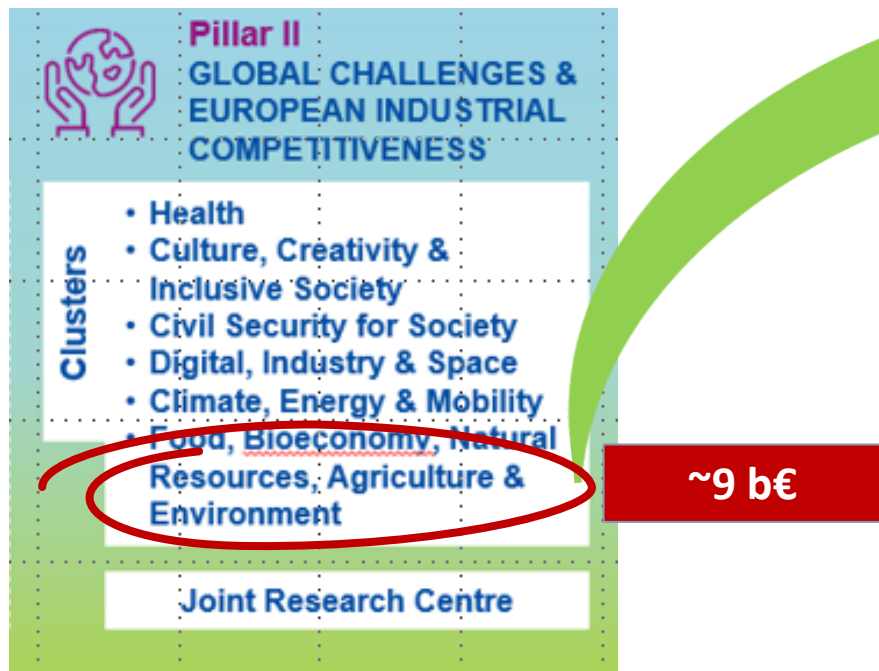 Pillar II
GLOBAL CHALLENGES &
EUROPEAN INDUSTRIAL
COMPETITIVENESS
Clusters
• Health
• Culture, Creativity &
Inclusive Society
• Civil Security for Society
• Digital, Industry & Space
• Climate, Energy & Mobility
• Food, Bioeconomy, Natural
Resources, Agriculture &
Environment
~9 b€
Joint Research Centre